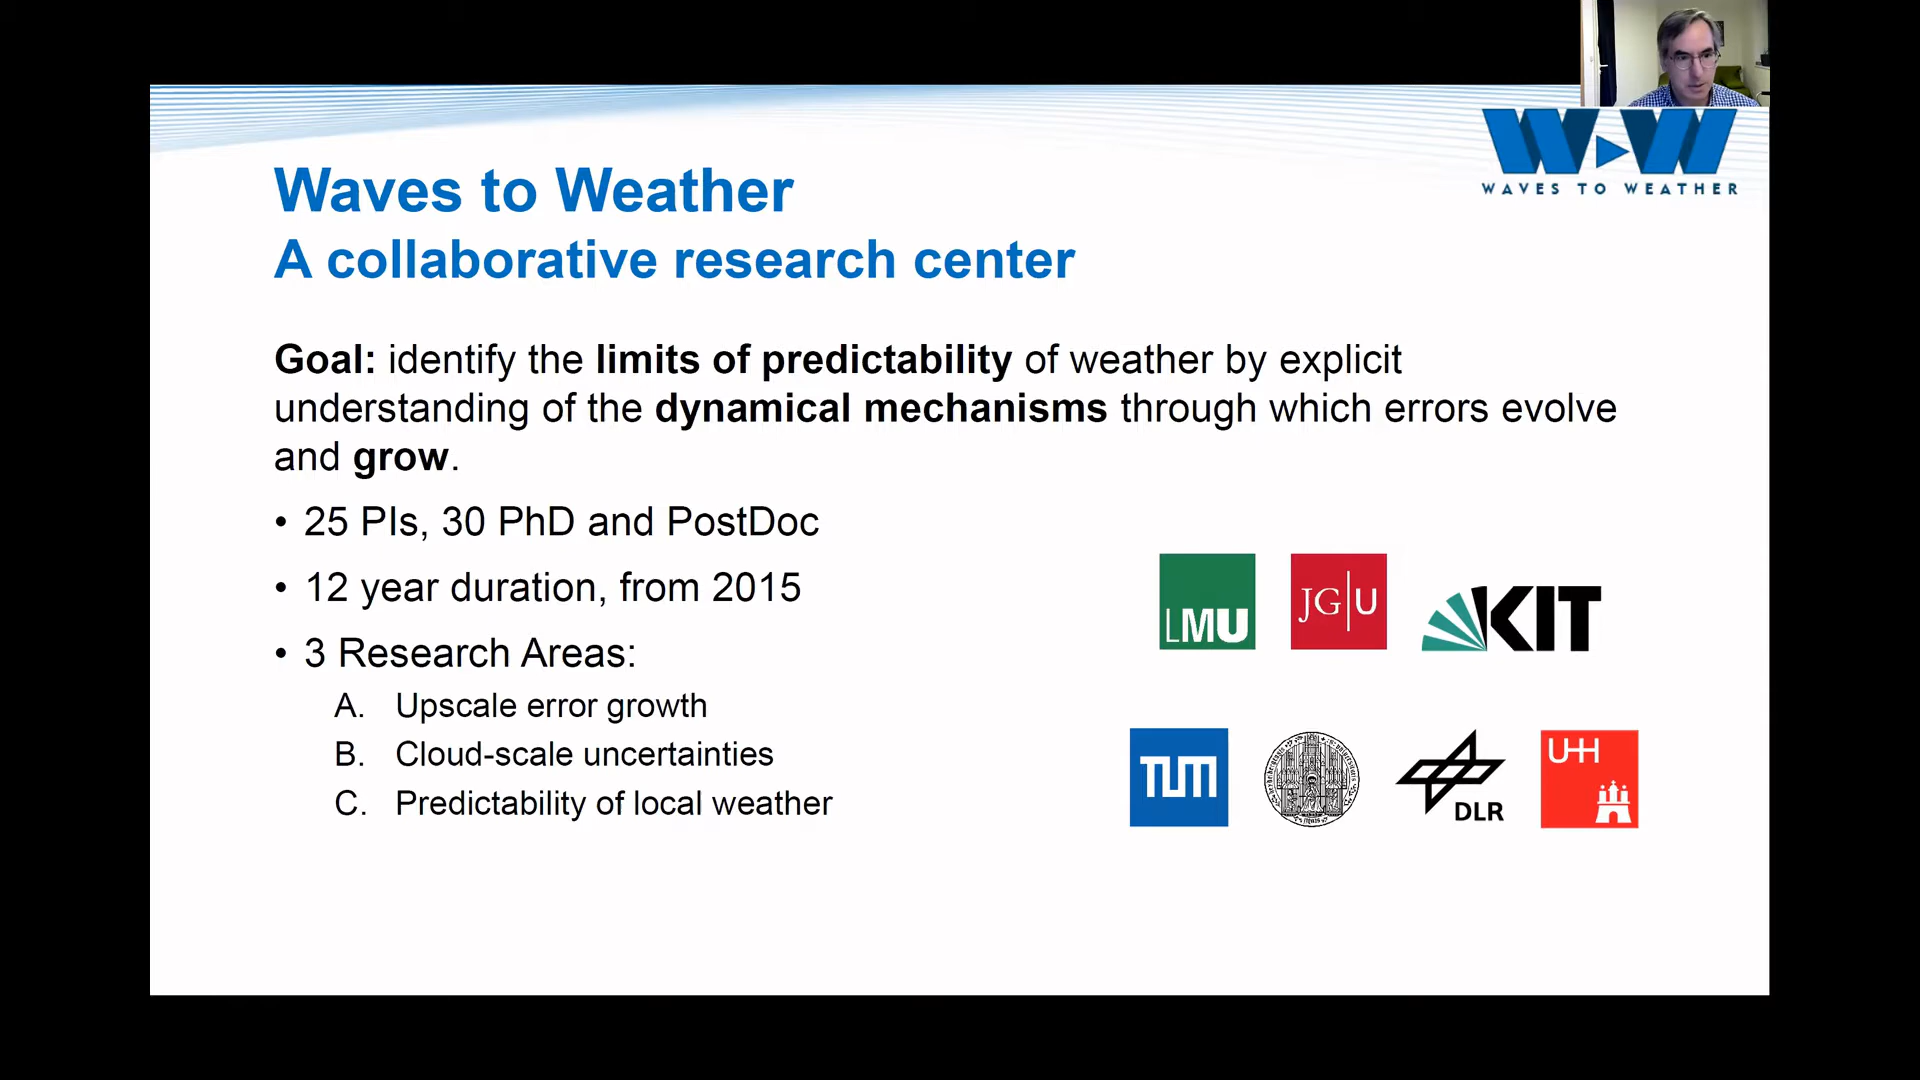 WAVES TO WEATHER
Waves to Weather
A collaborative research center
Goal: identify the limits of predictability of weather by explicit
understanding of the dynamical mechanisms through which errors evolve
and grow.
• 25 PIs, 30 PhD and PostDoc
• 12 year duration, from 2015
• 3 Research Areas:
A. Upscale error growth
B. Cloud-scale uncertainties
C. Predictability of local weather
LMU
JG|U
KIT
TUM
DLR
UH